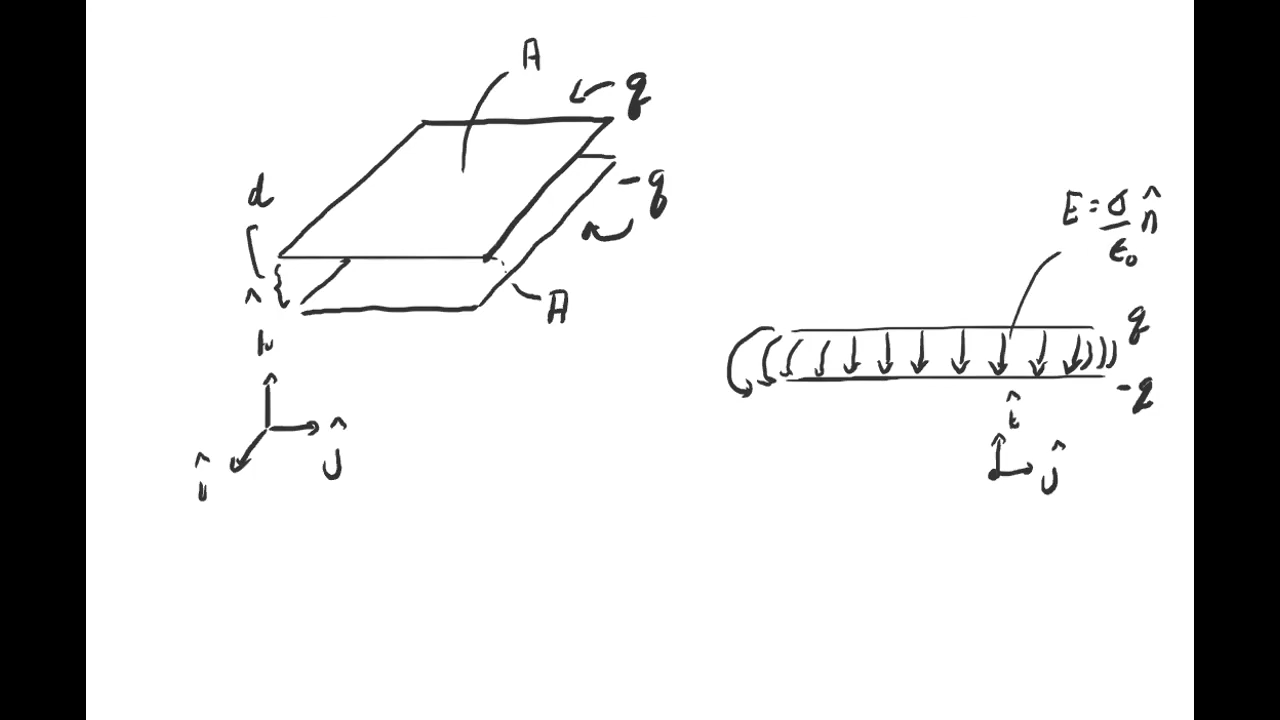 A
q
-q
d
A
k̂
ĵ
î
E = σ/ε₀ n̂
q
-q
k̂
ĵ